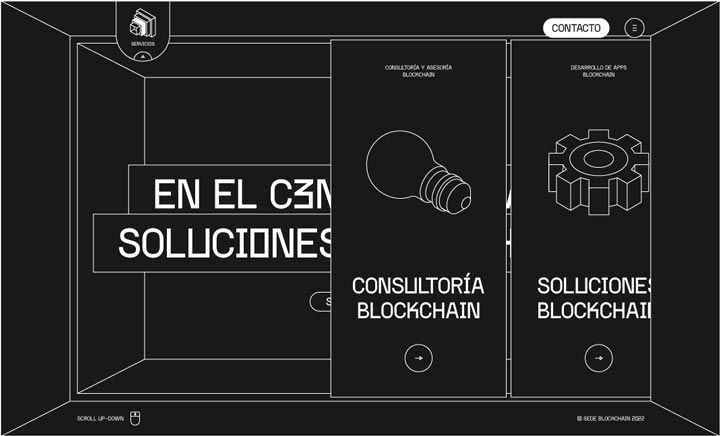 SERVICIOS
CONTACTO
CONSULTORÍA Y ASESORÍA
BLOCKCHAIN
DESARROLLO DE APPS
BLOCKCHAIN
EN EL C3N
SOLUCIONES
CONSULTORÍA
BLOCKCHAIN
SOLUCIONES
BLOCKCHAIN
SCROLL UP-DOWN
© SEDE BLOCKCHAIN 2022